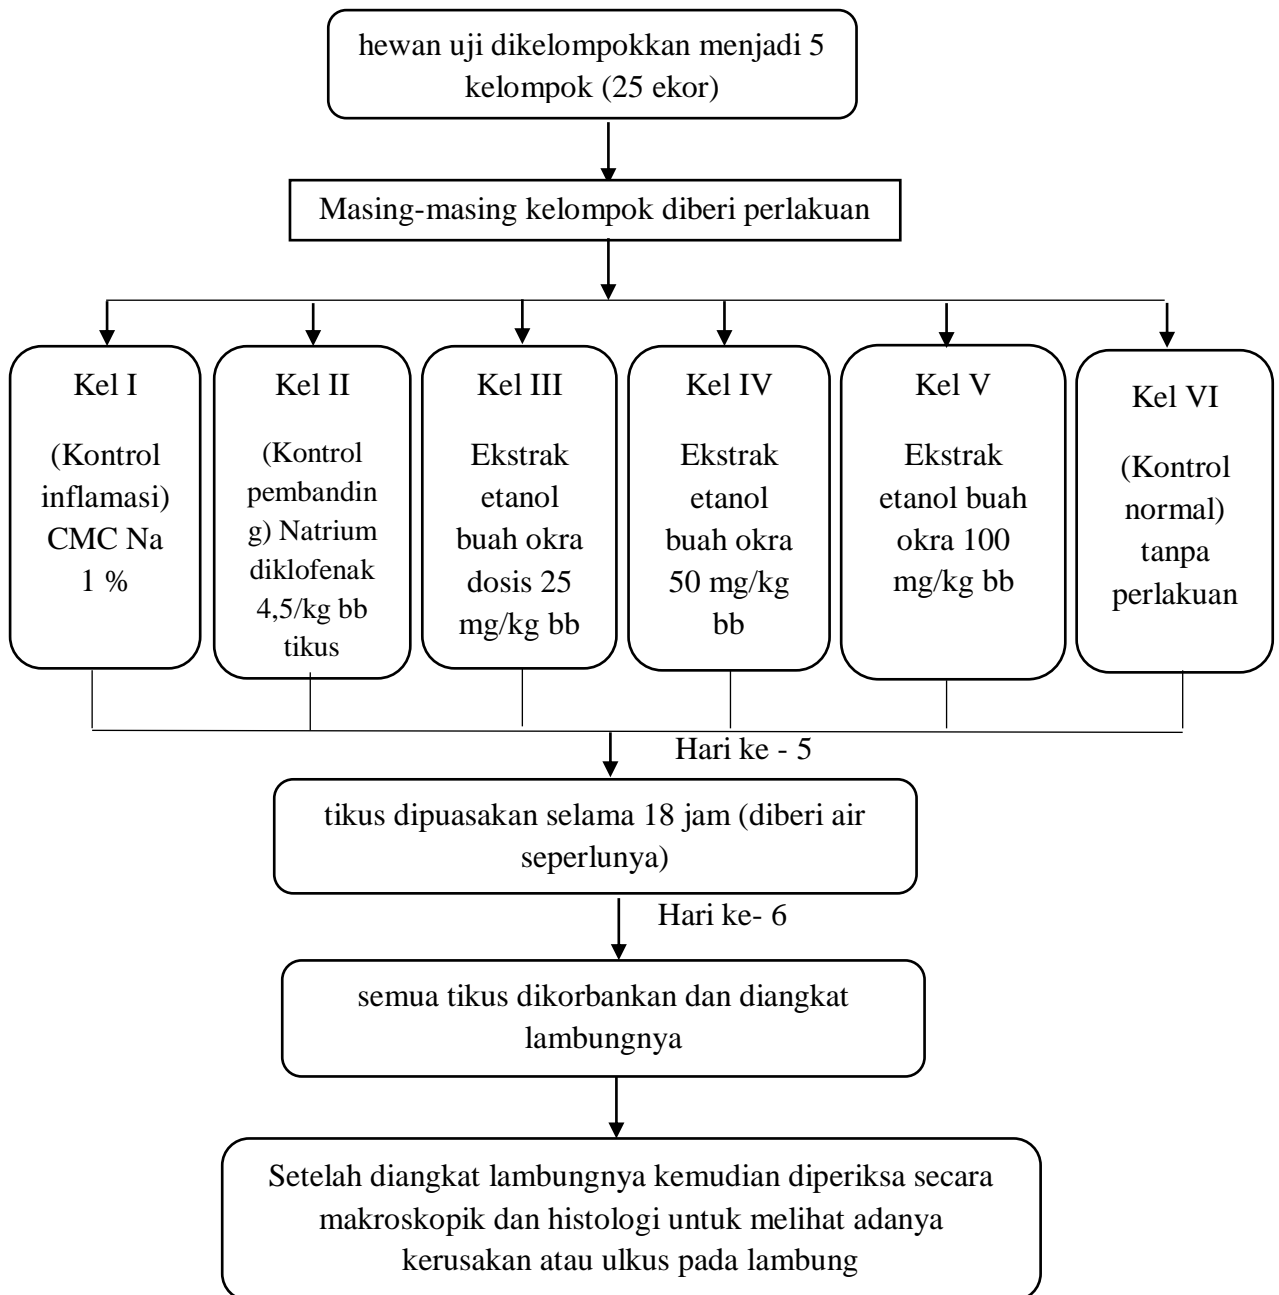 hewan uji dikelompokkan menjadi 5
kelompok (25 ekor)
Masing-masing kelompok diberi perlakuan
Kel I
(Kontrol
inflamasi)
CMC Na
1 %
Kel II
(Kontrol
pembandin
g) Natrium
diklofenak
4,5/kg bb
tikus
Kel III
Ekstrak
etanol
buah okra
dosis 25
mg/kg bb
Kel IV
Ekstrak
etanol
buah okra
50 mg/kg
bb
Kel V
Ekstrak
etanol buah
okra 100
mg/kg bb
Kel VI
(Kontrol
normal)
tanpa
perlakuan
Hari ke - 5
tikus dipuasakan selama 18 jam (diberi air
seperlunya)
Hari ke- 6
semua tikus dikorbankan dan diangkat
lambungnya
Setelah diangkat lambungnya kemudian diperiksa secara
makroskopik dan histologi untuk melihat adanya
kerusakan atau ulkus pada lambung